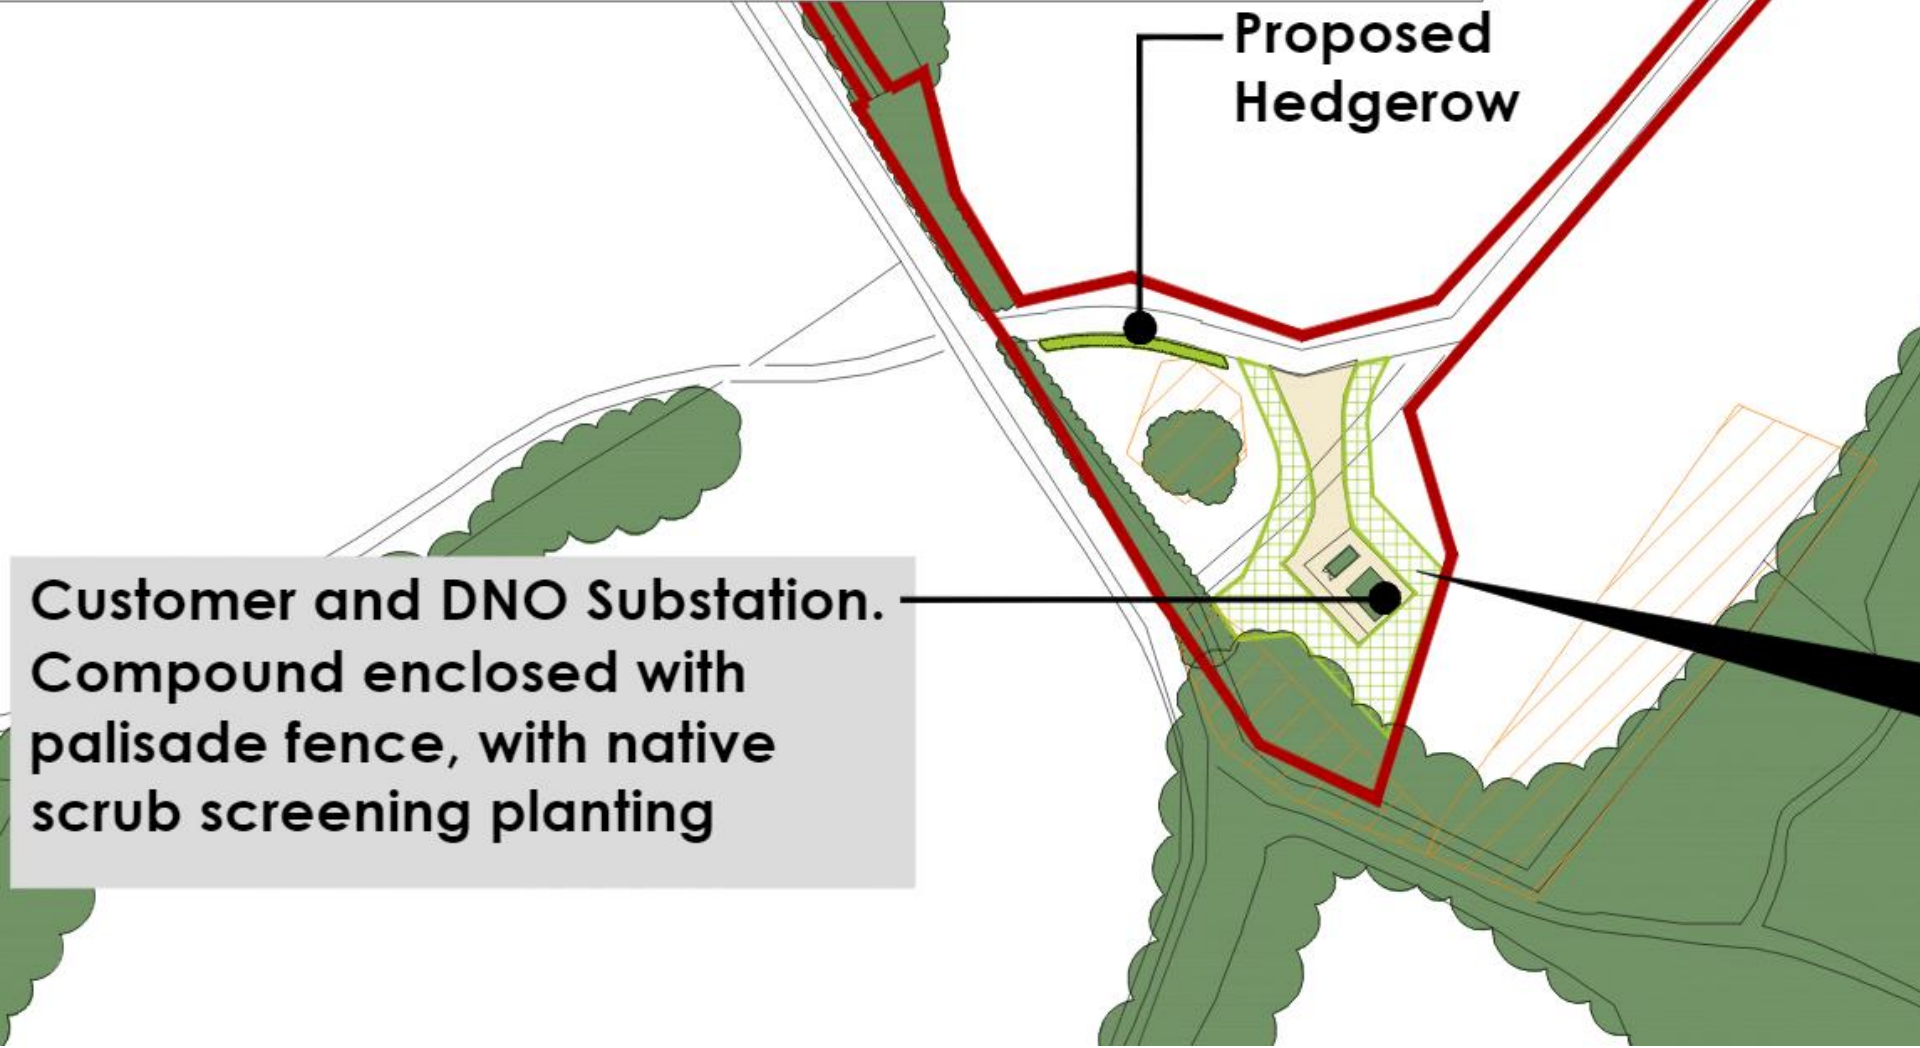 Proposed
Hedgerow
Customer and DNO Substation.
Compound enclosed with
palisade fence, with native
scrub screening planting